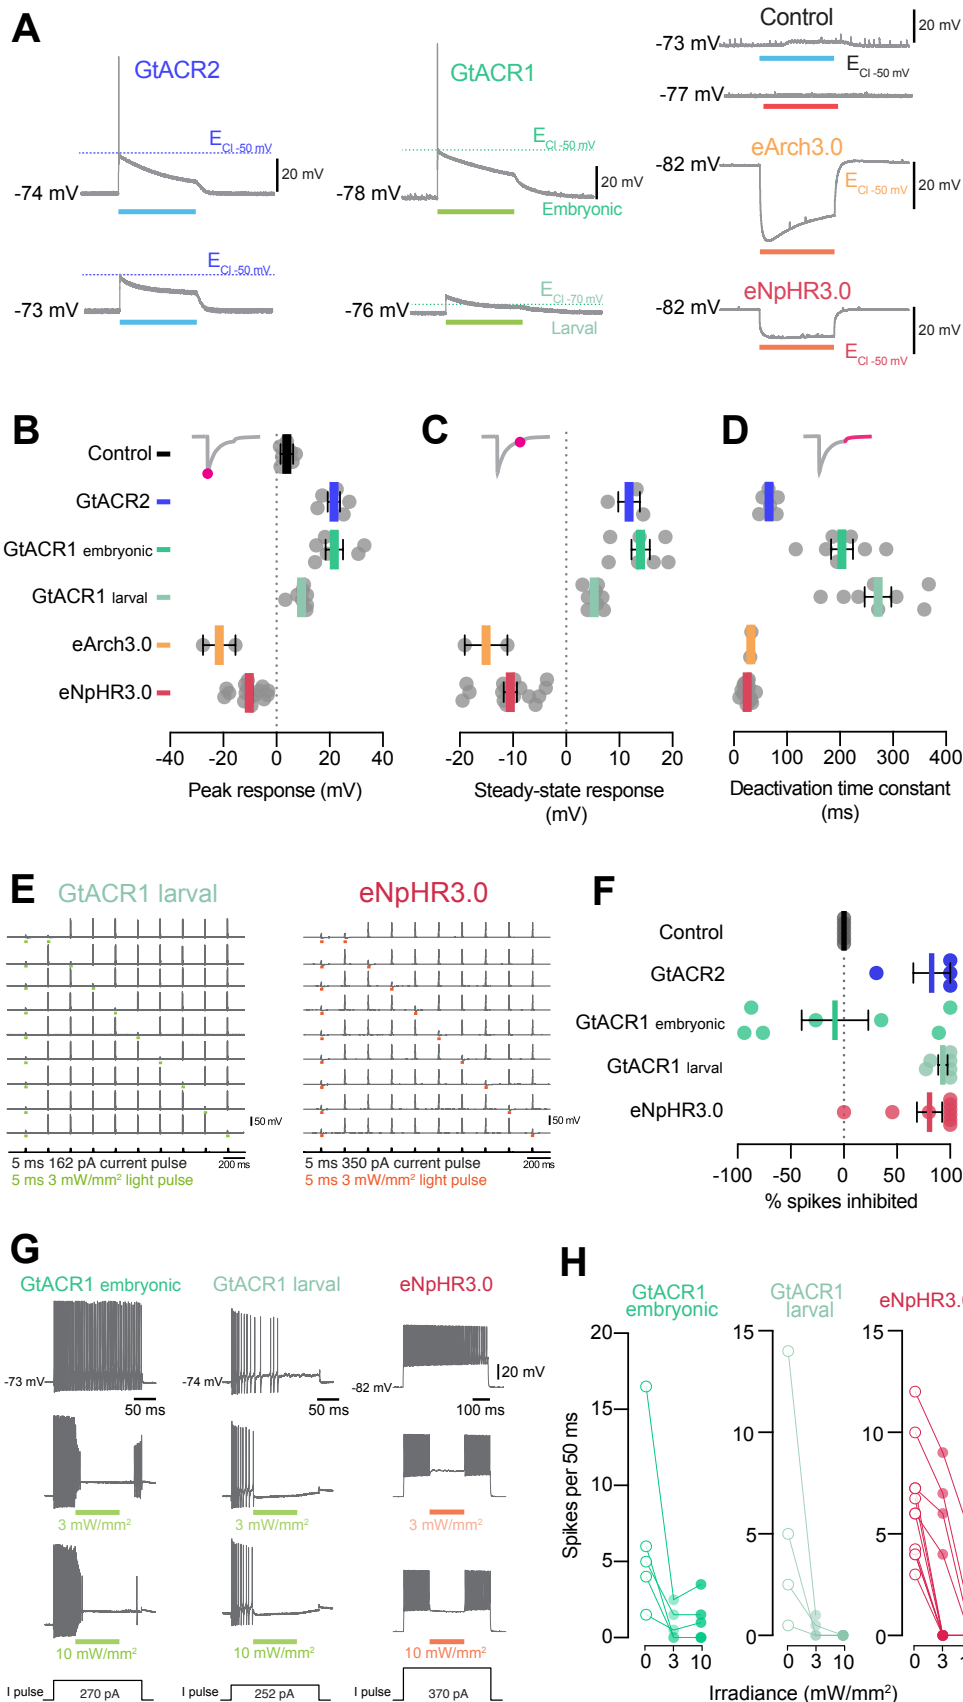 A
GtACR2
E Cl -50 mV
20 mV
-74 mV
E Cl -50 mV
-73 mV
GtACR1
E Cl -50 mV
20 mV
-78 mV
Embryonic
E Cl -70 mV
-76 mV
Larval
Control
20 mV
-73 mV
E Cl -50 mV
-77 mV
eArch3.0
-82 mV
E Cl -50 mV
20 mV
eNpHR3.0
-82 mV
20 mV
E Cl -50 mV
B
Control
GtACR2
GtACR1 embryonic
GtACR1 larval
eArch3.0
eNpHR3.0
-40 -20 0 20 40
Peak response (mV)
C
-20 -10 0 10 20
Steady-state response
(mV)
D
0 100 200 300 400
Deactivation time constant
(ms)
E
GtACR1 larval
50 mV
200 ms
5 ms 162 pA current pulse
5 ms 3 mW/mm² light pulse
eNpHR3.0
50 mV
200 ms
5 ms 350 pA current pulse
5 ms 3 mW/mm² light pulse
F
Control
GtACR2
GtACR1 embryonic
GtACR1 larval
eNpHR3.0
-100 -50 0 50 100
% spikes inhibited
G
GtACR1 embryonic
-73 mV
50 ms
3 mW/mm²
10 mW/mm²
I pulse
270 pA
GtACR1 larval
-74 mV
50 ms
3 mW/mm²
10 mW/mm²
I pulse
252 pA
eNpHR3.0
20 mV
-82 mV
100 ms
3 mW/mm²
10 mW/mm²
I pulse
370 pA
H
GtACR1
embryonic
20
15
10
5
0
Spikes per 50 ms
0 3 10
GtACR1
larval
15
10
5
0
0 3 10
eNpHR3.0
15
10
5
0
0 3 1
Irradiance (mW/mm²)